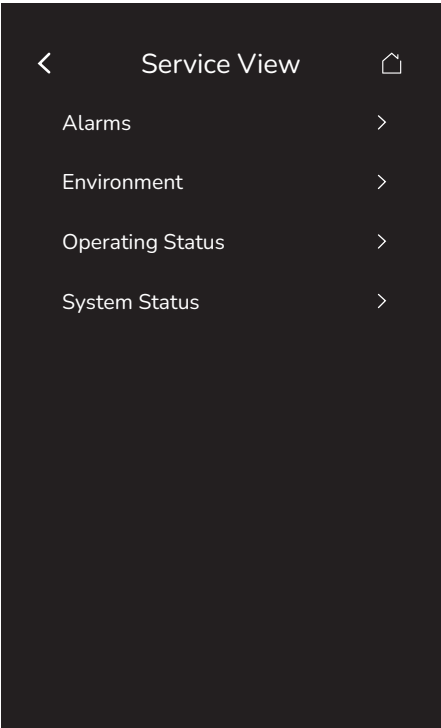 Service View
Alarms
Environment
Operating Status
System Status